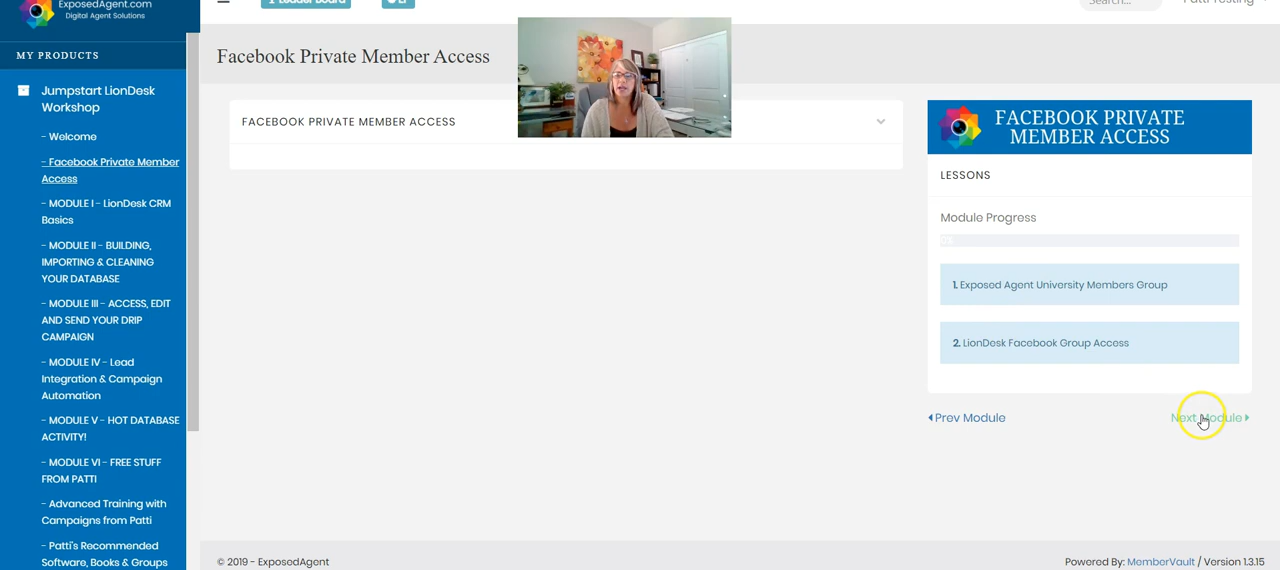 ExposedAgent.com
Digital Agent Solutions
MY PRODUCTS
Jumpstart LionDesk
Workshop
- Welcome
- Facebook Private Member
Access
- MODULE I - LionDesk CRM
Basics
- MODULE II - BUILDING,
IMPORTING & CLEANING
YOUR DATABASE
- MODULE III - ACCESS, EDIT
AND SEND YOUR DRIP
CAMPAIGN
- MODULE IV - Lead
Integration & Campaign
Automation
- MODULE V - HOT DATABASE
ACTIVITY!
- MODULE VI - FREE STUFF
FROM PATTI
- Advanced Training with
Campaigns from Patti
- Patti's Recommended
Software, Books & Groups
Leader Board
Search...
Patti Testing
Facebook Private Member Access
FACEBOOK PRIVATE MEMBER ACCESS
FACEBOOK PRIVATE
MEMBER ACCESS
LESSONS
Module Progress
1. Exposed Agent University Members Group
2. LionDesk Facebook Group Access
Prev Module
Next Module
© 2019 - ExposedAgent
Powered By: MemberVault / Version 1.3.15